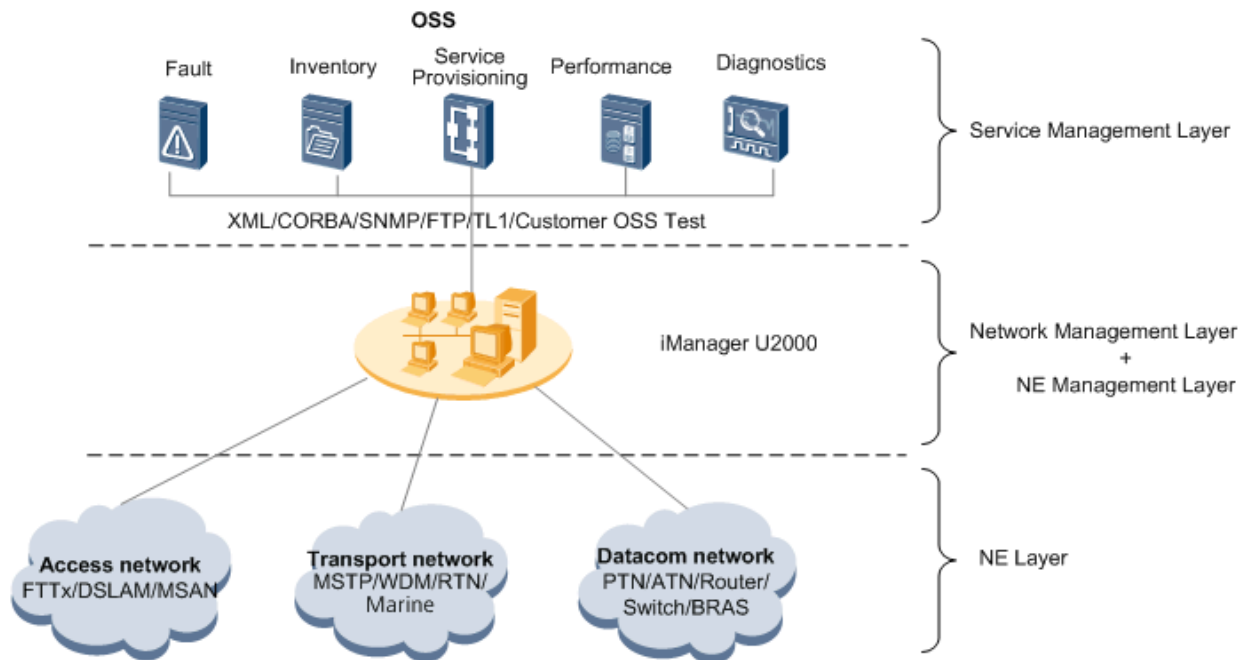 OSS
Fault
Inventory
Service
Provisioning
Performance
Diagnostics
Service Management Layer
XML/CORBA/SNMP/FTP/TL1/Customer OSS Test
iManager U2000
Network Management Layer
+
NE Management Layer
Access network
FTTx/DSLAM/MSAN
Transport network
MSTP/WDM/RTN/
Marine
Datacom network
PTN/ATN/Router/
Switch/BRAS
NE Layer